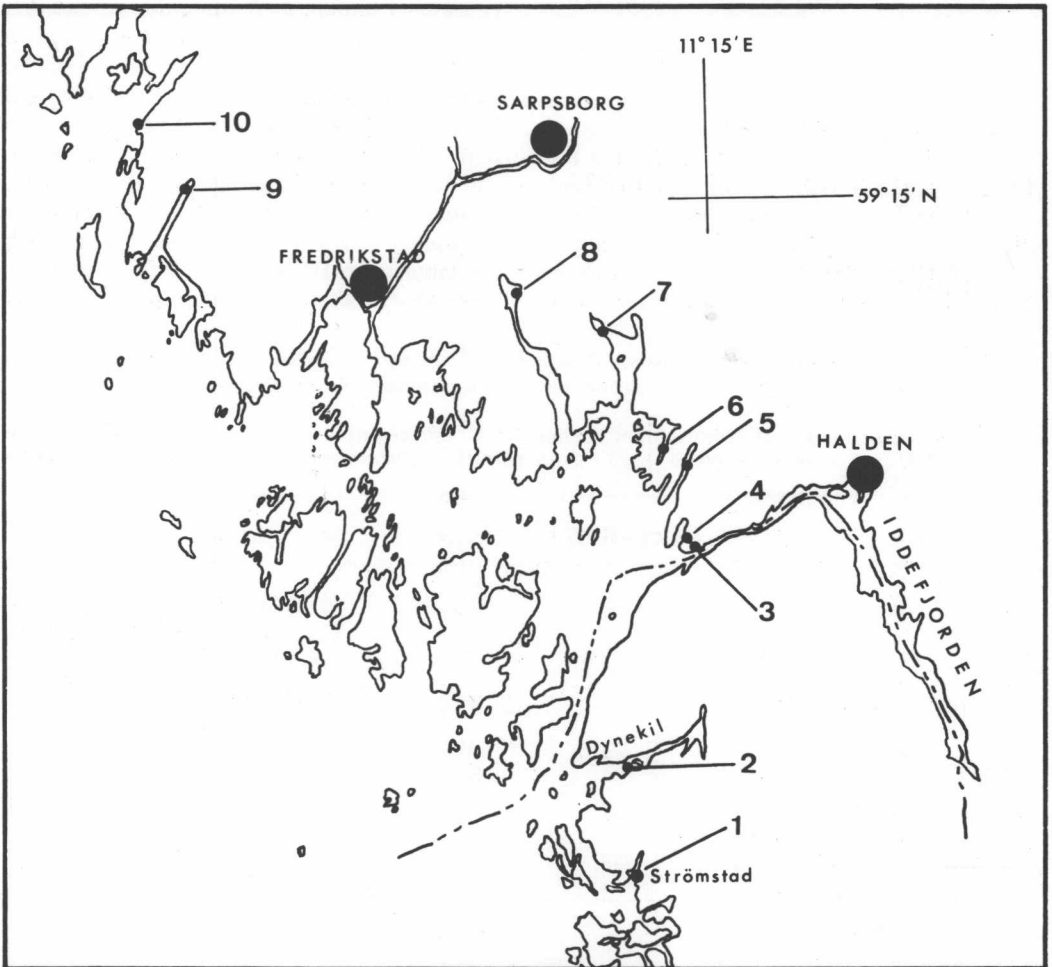 11° 15′ E
SARPSBORG
10
9
59° 15′ N
FREDRIKSTAD
8
7
6
5
HALDEN
4
IDDEFJORDEN
3
Dynekil
2
1
Strömstad